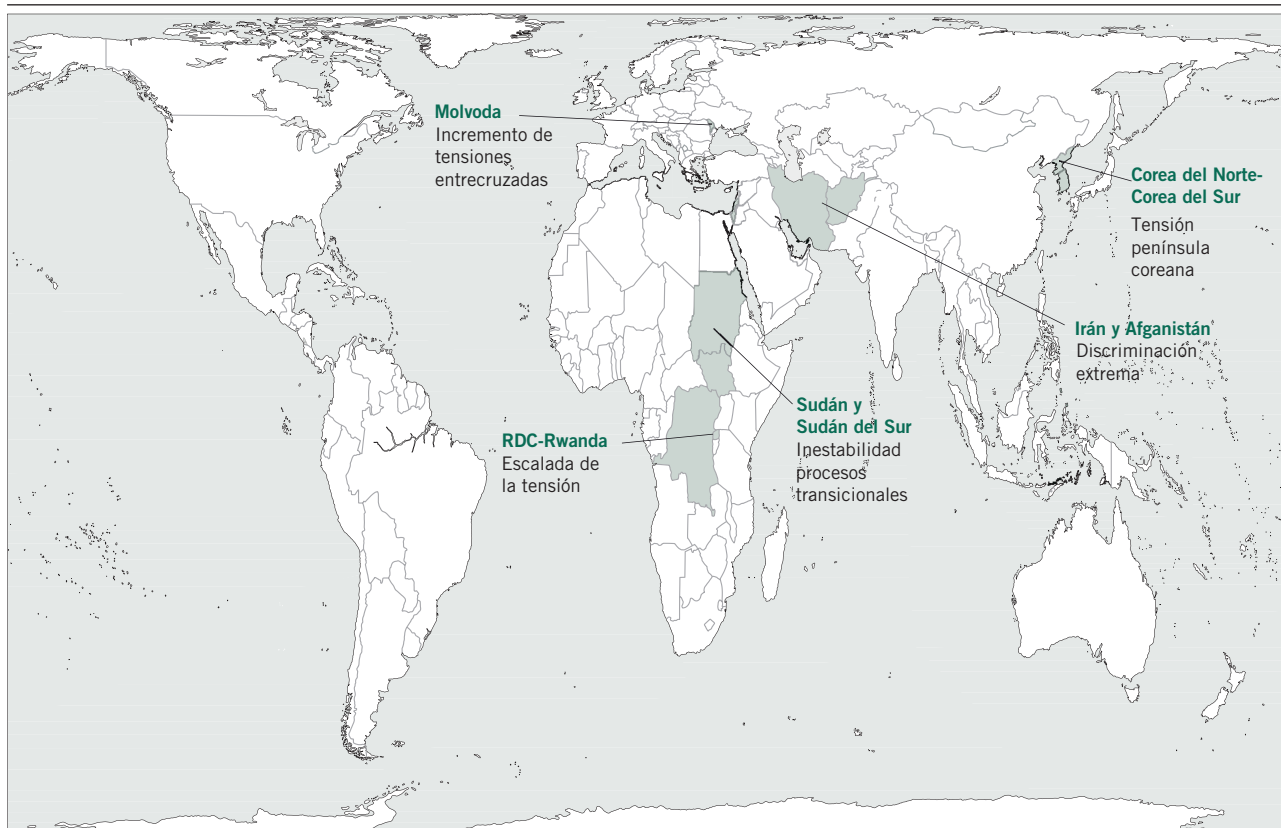 Molvoda
Incremento de
tensiones
entrecruzadas
Corea del Norte-
Corea del Sur
Tensión
península
coreana
Irán y Afganistán
Discriminación
extrema
Sudán y
Sudán del Sur
Inestabilidad
procesos
transicionales
RDC-Rwanda
Escalada de
la tensión